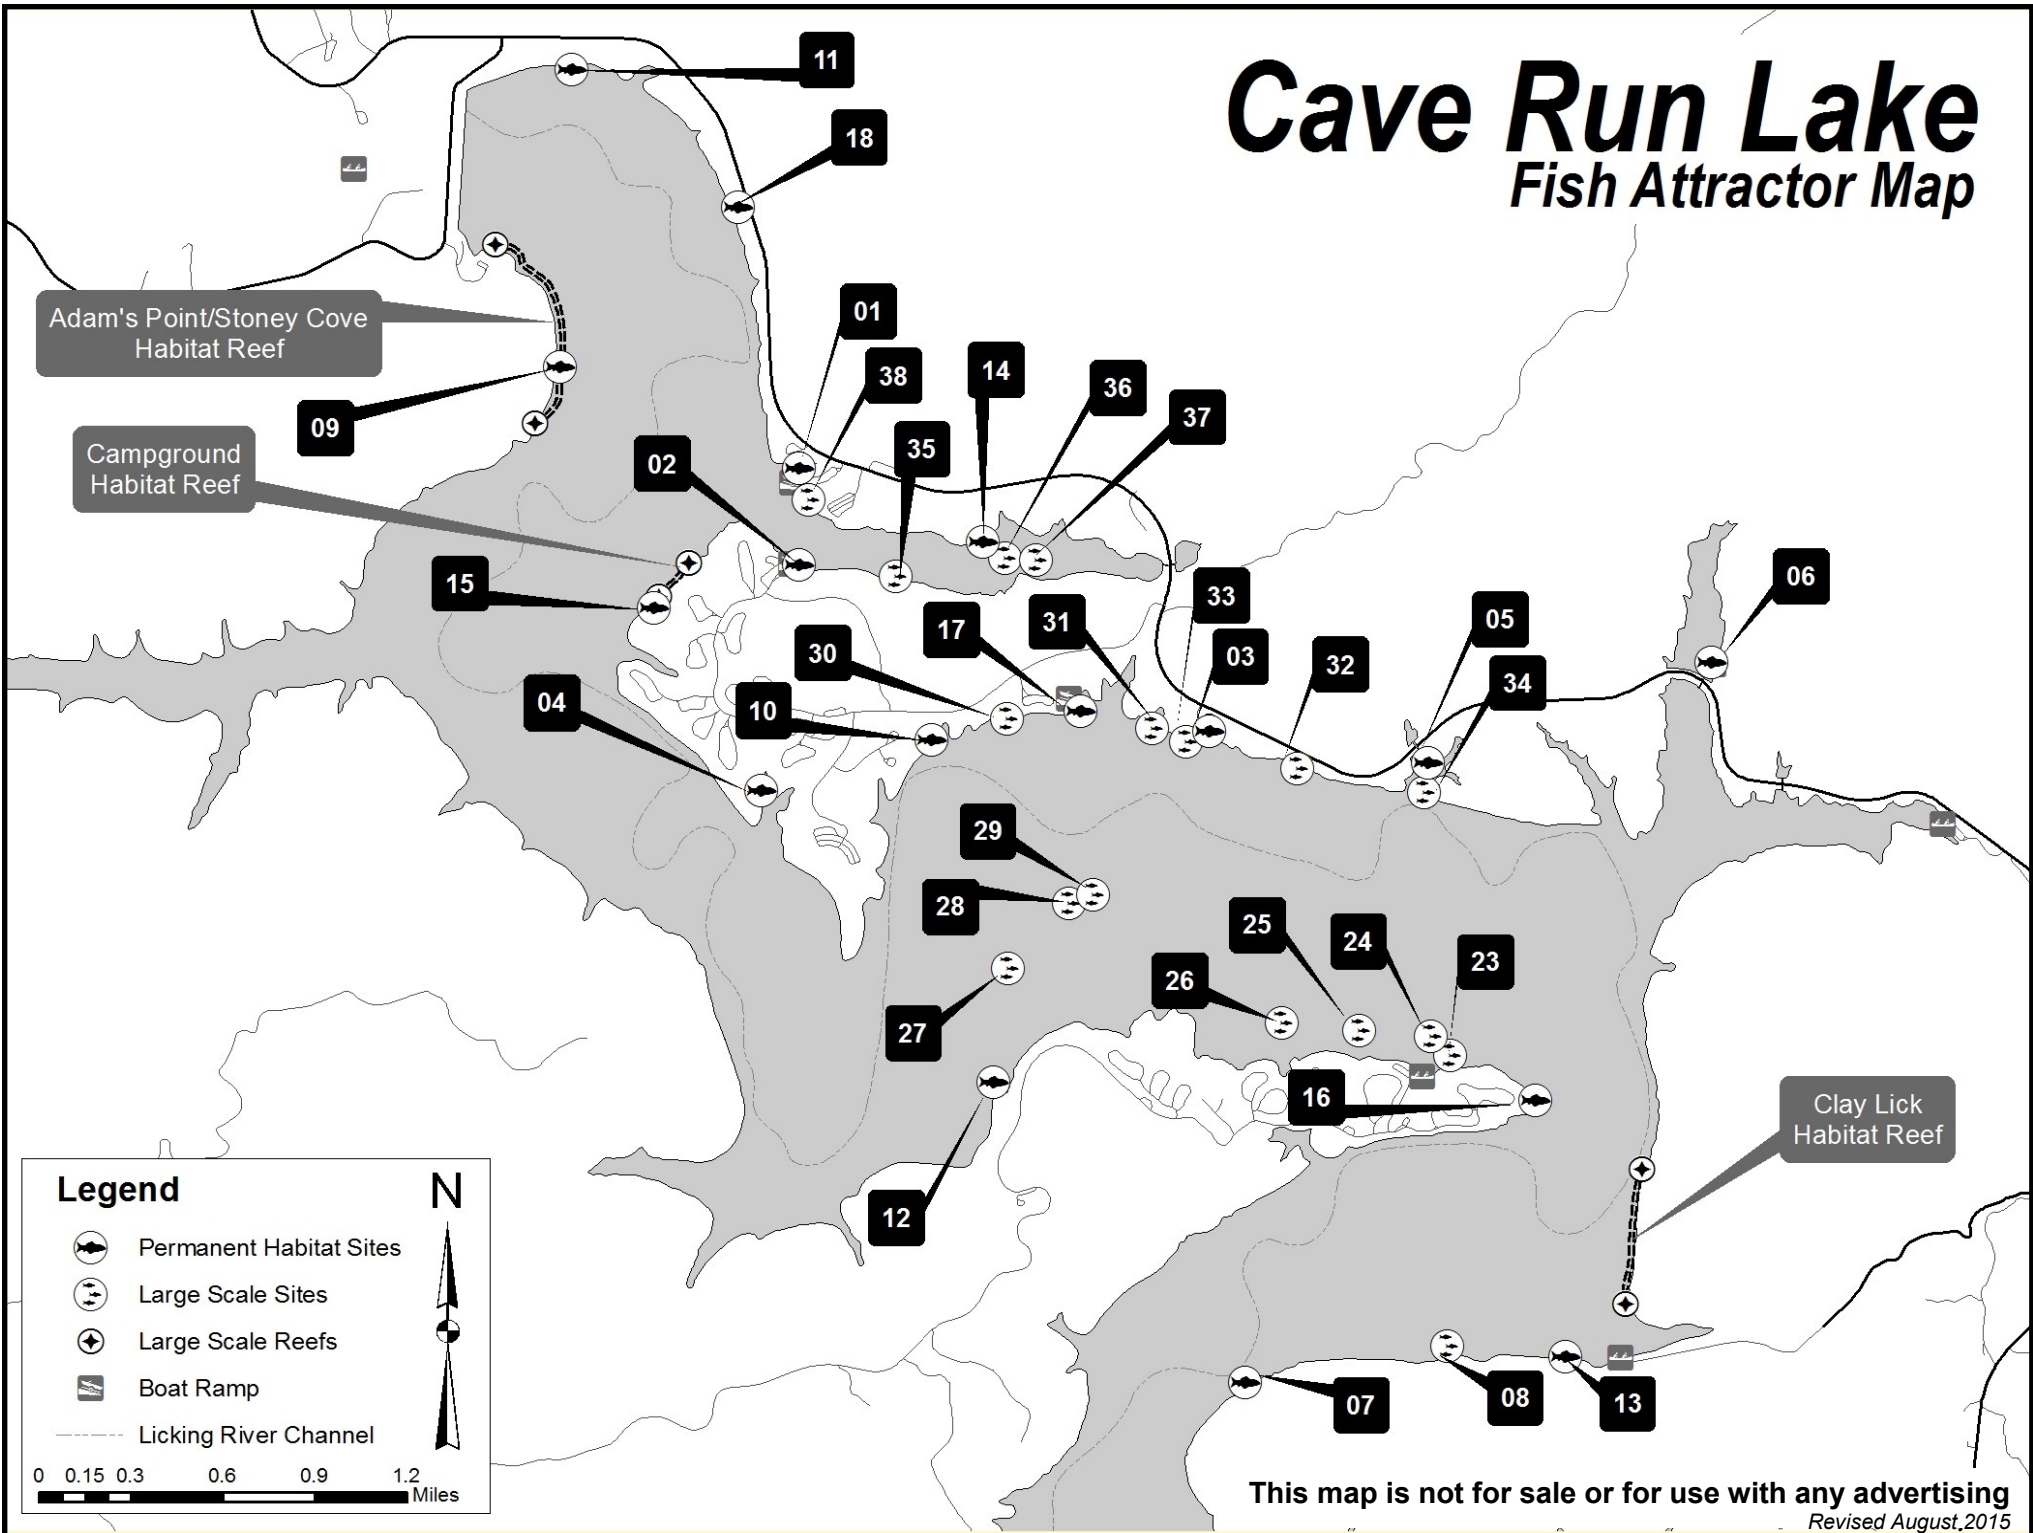 Cave Run Lake
Fish Attractor Map
11
18
Adam's Point/Stoney Cove
Habitat Reef
09
Campground
Habitat Reef
01
38
14
36
37
35
02
15
33
06
17
31
05
30
03
32
34
04
10
29
28
25
24
23
26
27
16
12
Clay Lick
Habitat Reef
07
08
13
Legend
N
Permanent Habitat Sites
Large Scale Sites
Large Scale Reefs
Boat Ramp
Licking River Channel
0 0.15 0.3 0.6 0.9 1.2
Miles
This map is not for sale or for use with any advertising
Revised August,2015